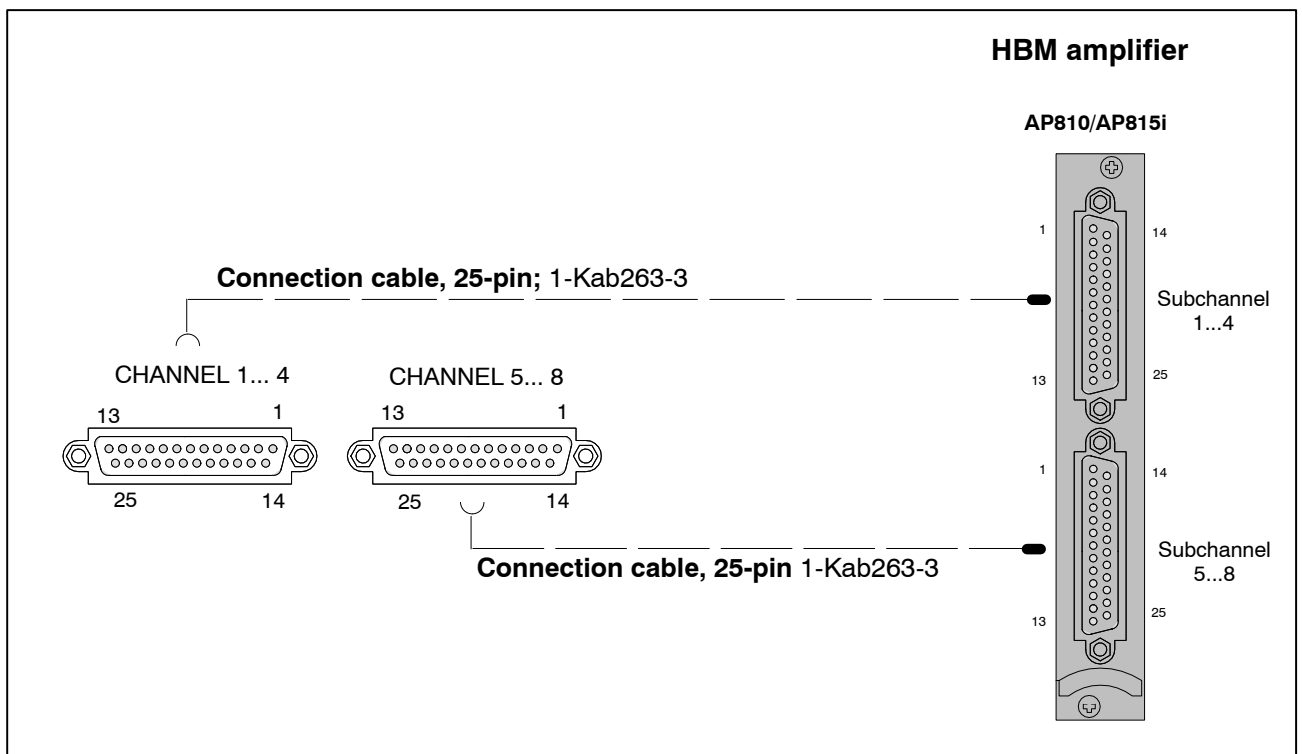 HBM amplifier
AP810/AP815i
1
14
Connection cable, 25-pin; 1-Kab263-3
Subchannel
1...4
CHANNEL 1... 4
CHANNEL 5... 8
13
25
13
1
13
1
1
14
25
14
25
14
Connection cable, 25-pin 1-Kab263-3
Subchannel
5...8
13
25